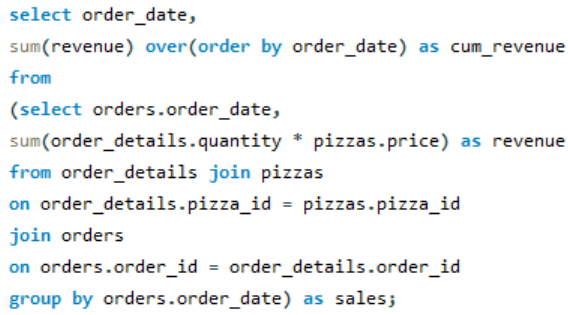 select order_date,
sum(revenue) over(order by order_date) as cum_revenue
from
(select orders.order_date,
sum(order_details.quantity * pizzas.price) as revenue
from order_details join pizzas
on order_details.pizza_id = pizzas.pizza_id
join orders
on orders.order_id = order_details.order_id
group by orders.order_date) as sales;